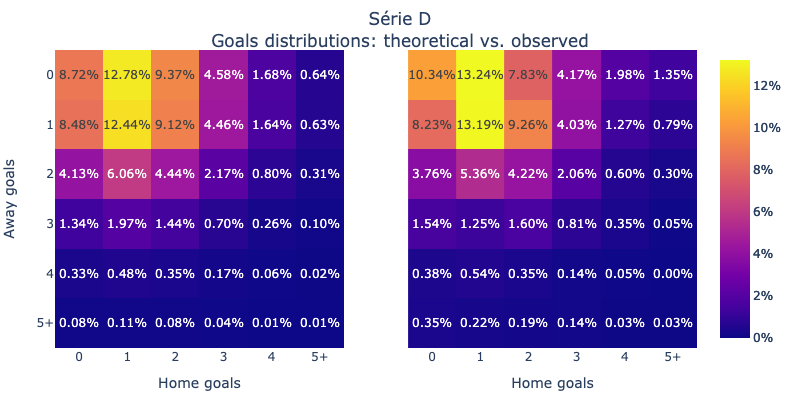 Série D
Goals distributions: theoretical vs. observed
Away goals
0 8.72% 12.78% 9.37% 4.58% 1.68% 0.64%
1 8.48% 12.44% 9.12% 4.46% 1.64% 0.63%
2 4.13% 6.06% 4.44% 2.17% 0.80% 0.31%
3 1.34% 1.97% 1.44% 0.70% 0.26% 0.10%
4 0.33% 0.48% 0.35% 0.17% 0.06% 0.02%
5+ 0.08% 0.11% 0.08% 0.04% 0.01% 0.01%
0 1 2 3 4 5+
Home goals
10.34% 13.24% 7.83% 4.17% 1.98% 1.35%
8.23% 13.19% 9.26% 4.03% 1.27% 0.79%
3.76% 5.36% 4.22% 2.06% 0.60% 0.30%
1.54% 1.25% 1.60% 0.81% 0.35% 0.05%
0.38% 0.54% 0.35% 0.14% 0.05% 0.00%
0.35% 0.22% 0.19% 0.14% 0.03% 0.03%
0 1 2 3 4 5+
Home goals
12%
10%
8%
6%
4%
2%
0%